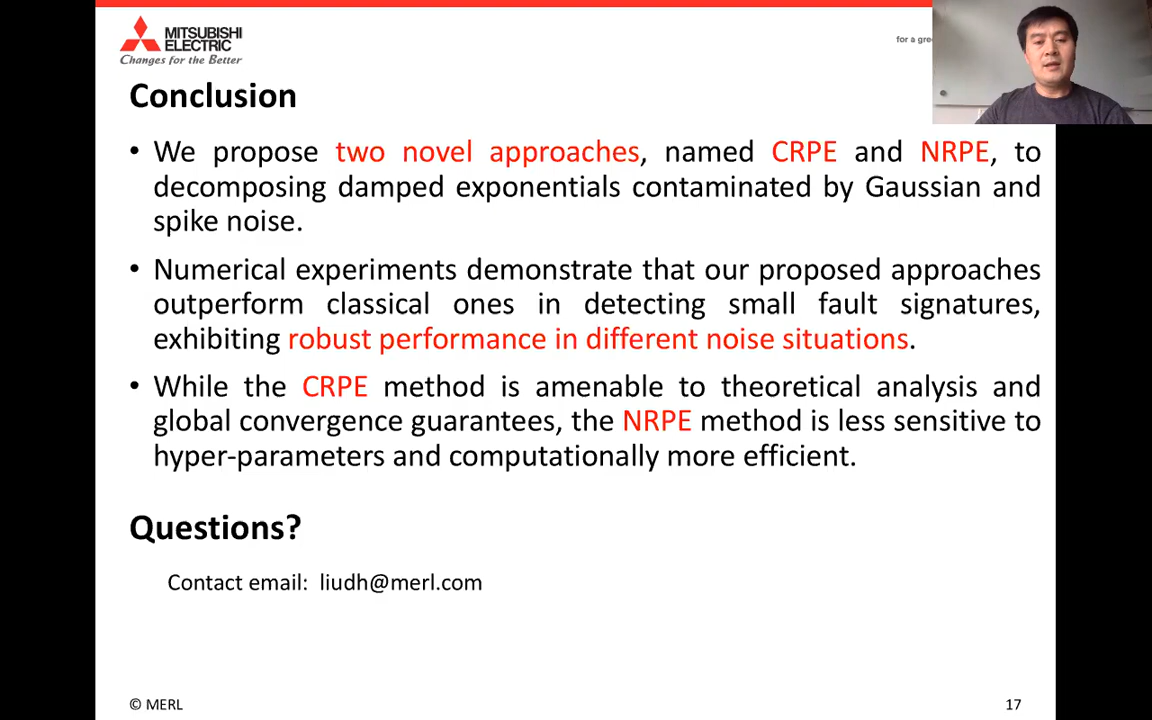 MITSUBISHI
ELECTRIC
Changes for the Better
for a gre
Conclusion
• We propose two novel approaches, named CRPE and NRPE, to
decomposing damped exponentials contaminated by Gaussian and
spike noise.
• Numerical experiments demonstrate that our proposed approaches
outperform classical ones in detecting small fault signatures,
exhibiting robust performance in different noise situations.
• While the CRPE method is amenable to theoretical analysis and
global convergence guarantees, the NRPE method is less sensitive to
hyper-parameters and computationally more efficient.
Questions?
Contact email: liudh@merl.com
© MERL
17